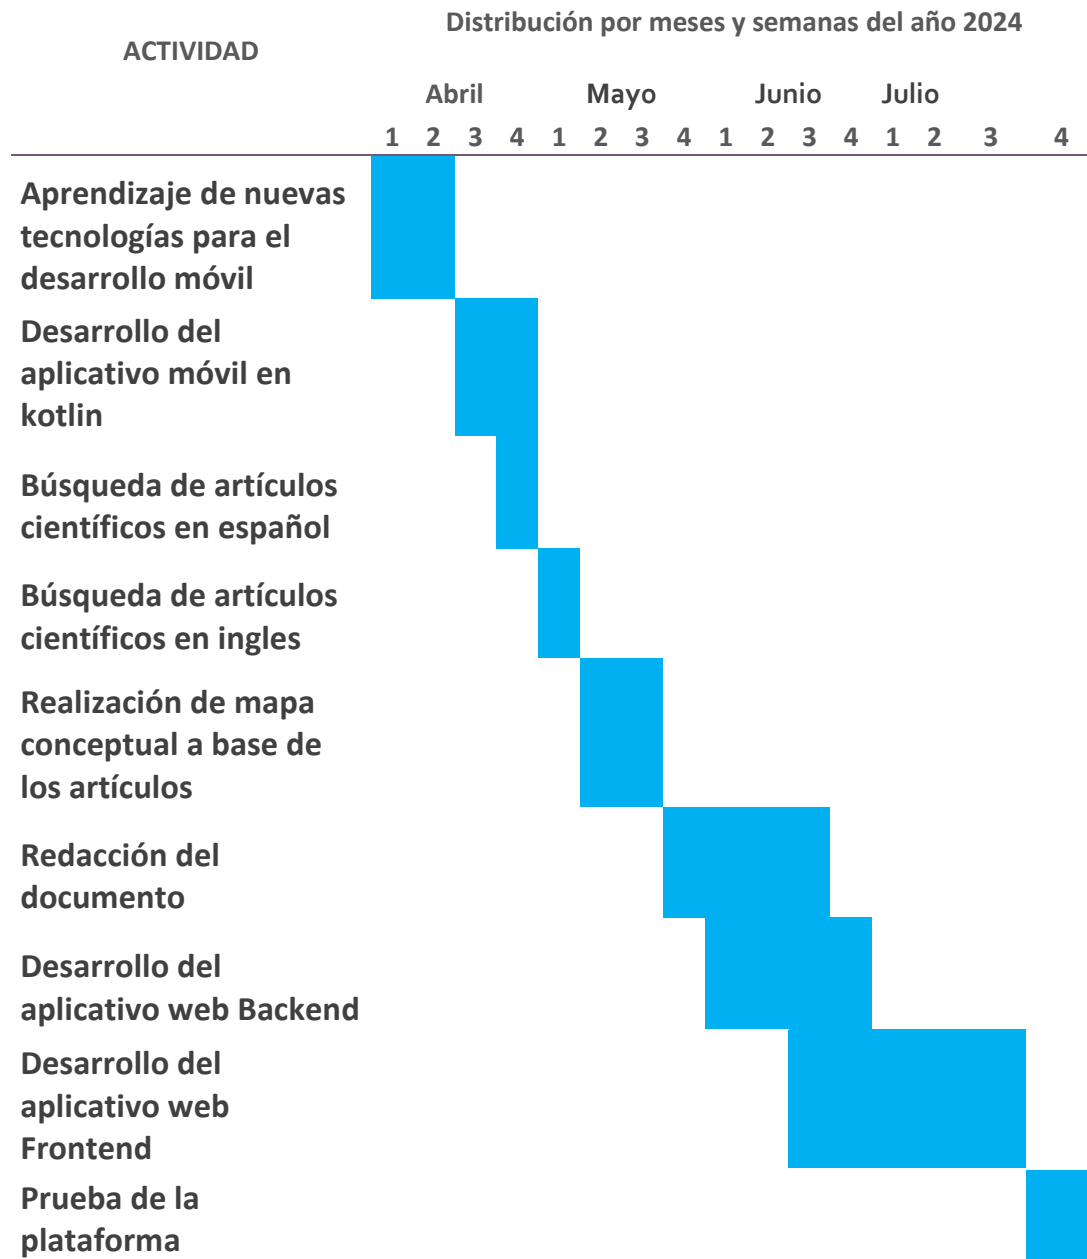 Distribución por meses y semanas del año 2024
ACTIVIDAD
Abril Mayo Junio Julio
1 2 3 4 1 2 3 4 1 2 3 4 1 2 3 4
Aprendizaje de nuevas
tecnologías para el
desarrollo móvil
Desarrollo del
aplicativo móvil en
kotlin
Búsqueda de artículos
científicos en español
Búsqueda de artículos
científicos en ingles
Realización de mapa
conceptual a base de
los artículos
Redacción del
documento
Desarrollo del
aplicativo web Backend
Desarrollo del
aplicativo web
Frontend
Prueba de la
plataforma